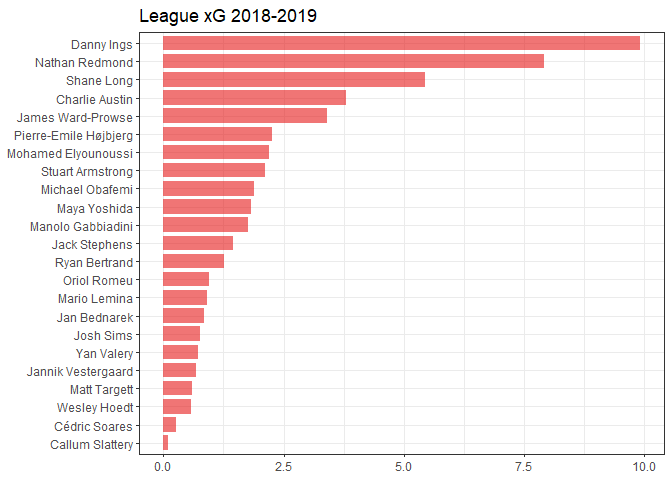 League xG 2018-2019
Danny Ings
Nathan Redmond
Shane Long
Charlie Austin
James Ward-Prowse
Pierre-Emile Højbjerg
Mohamed Elyounoussi
Stuart Armstrong
Michael Obafemi
Maya Yoshida
Manolo Gabbiadini
Jack Stephens
Ryan Bertrand
Oriol Romeu
Mario Lemina
Jan Bednarek
Josh Sims
Yan Valery
Jannik Vestergaard
Matt Targett
Wesley Hoedt
Cédric Soares
Callum Slattery
0.0 2.5 5.0 7.5 10.0